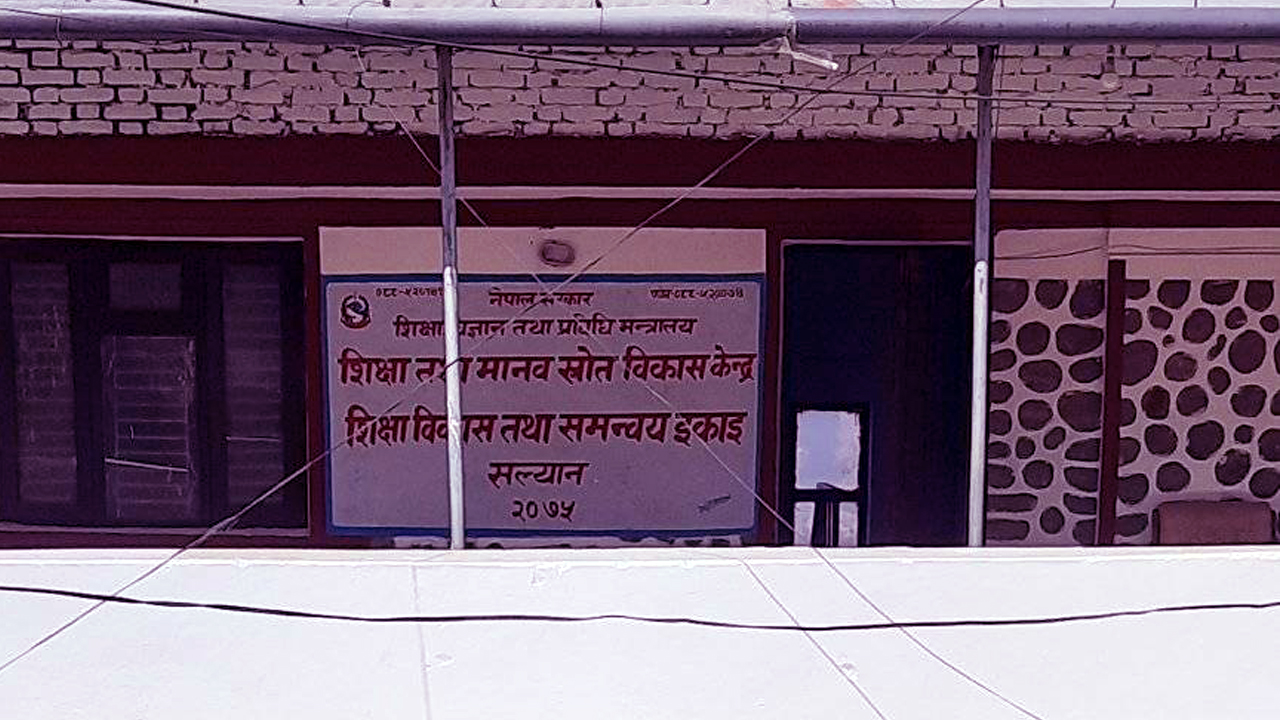 नेपाल सरकार
शिक्षा विज्ञान तथा प्रविधि मन्त्रालय
शिक्षा तथा मानव स्रोत विकास केन्द्र
शिक्षा विकास तथा समन्वय इकाइ
सल्यान
२०७५